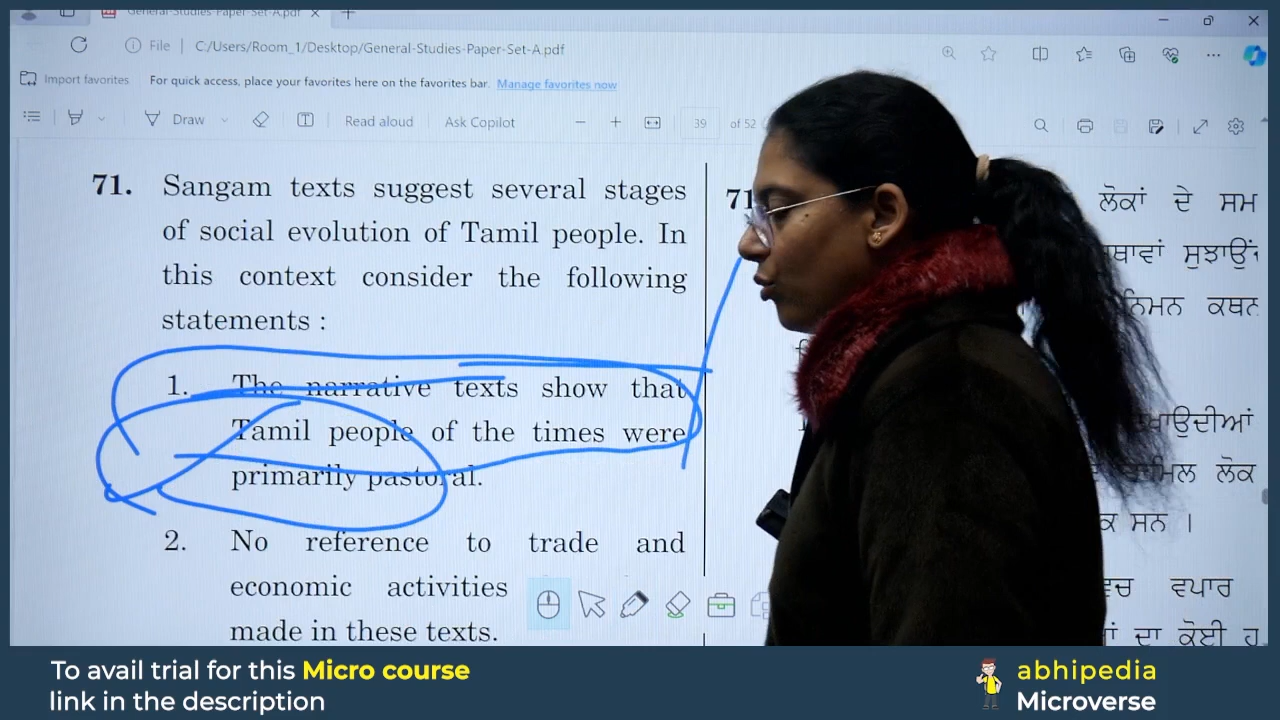 General-Studies-Paper-Set-A.pdf
File C:/Users/Room_1/Desktop/General-Studies-Paper-Set-A.pdf
Import favorites For quick access, place your favorites here on the favorites bar. Manage favorites now
Draw Read aloud Ask Copilot 39 of 52
71. Sangam texts suggest several stages
of social evolution of Tamil people. In
this context consider the following
statements :
1. The narrative texts show that
Tamil people of the times were
primarily pastoral.
2. No reference to trade and
economic activities
made in these texts.
71
ਲੋਕਾਂ ਦੇ ਸਮ
ਨਿਮਨ ਕਥਨ
ਲੋਕ
ਸਨ ।
ਵਪਾਰ
ਦਾ ਕੋਈ ਹ
To avail trial for this Micro course
link in the description
abhipedia
Microverse